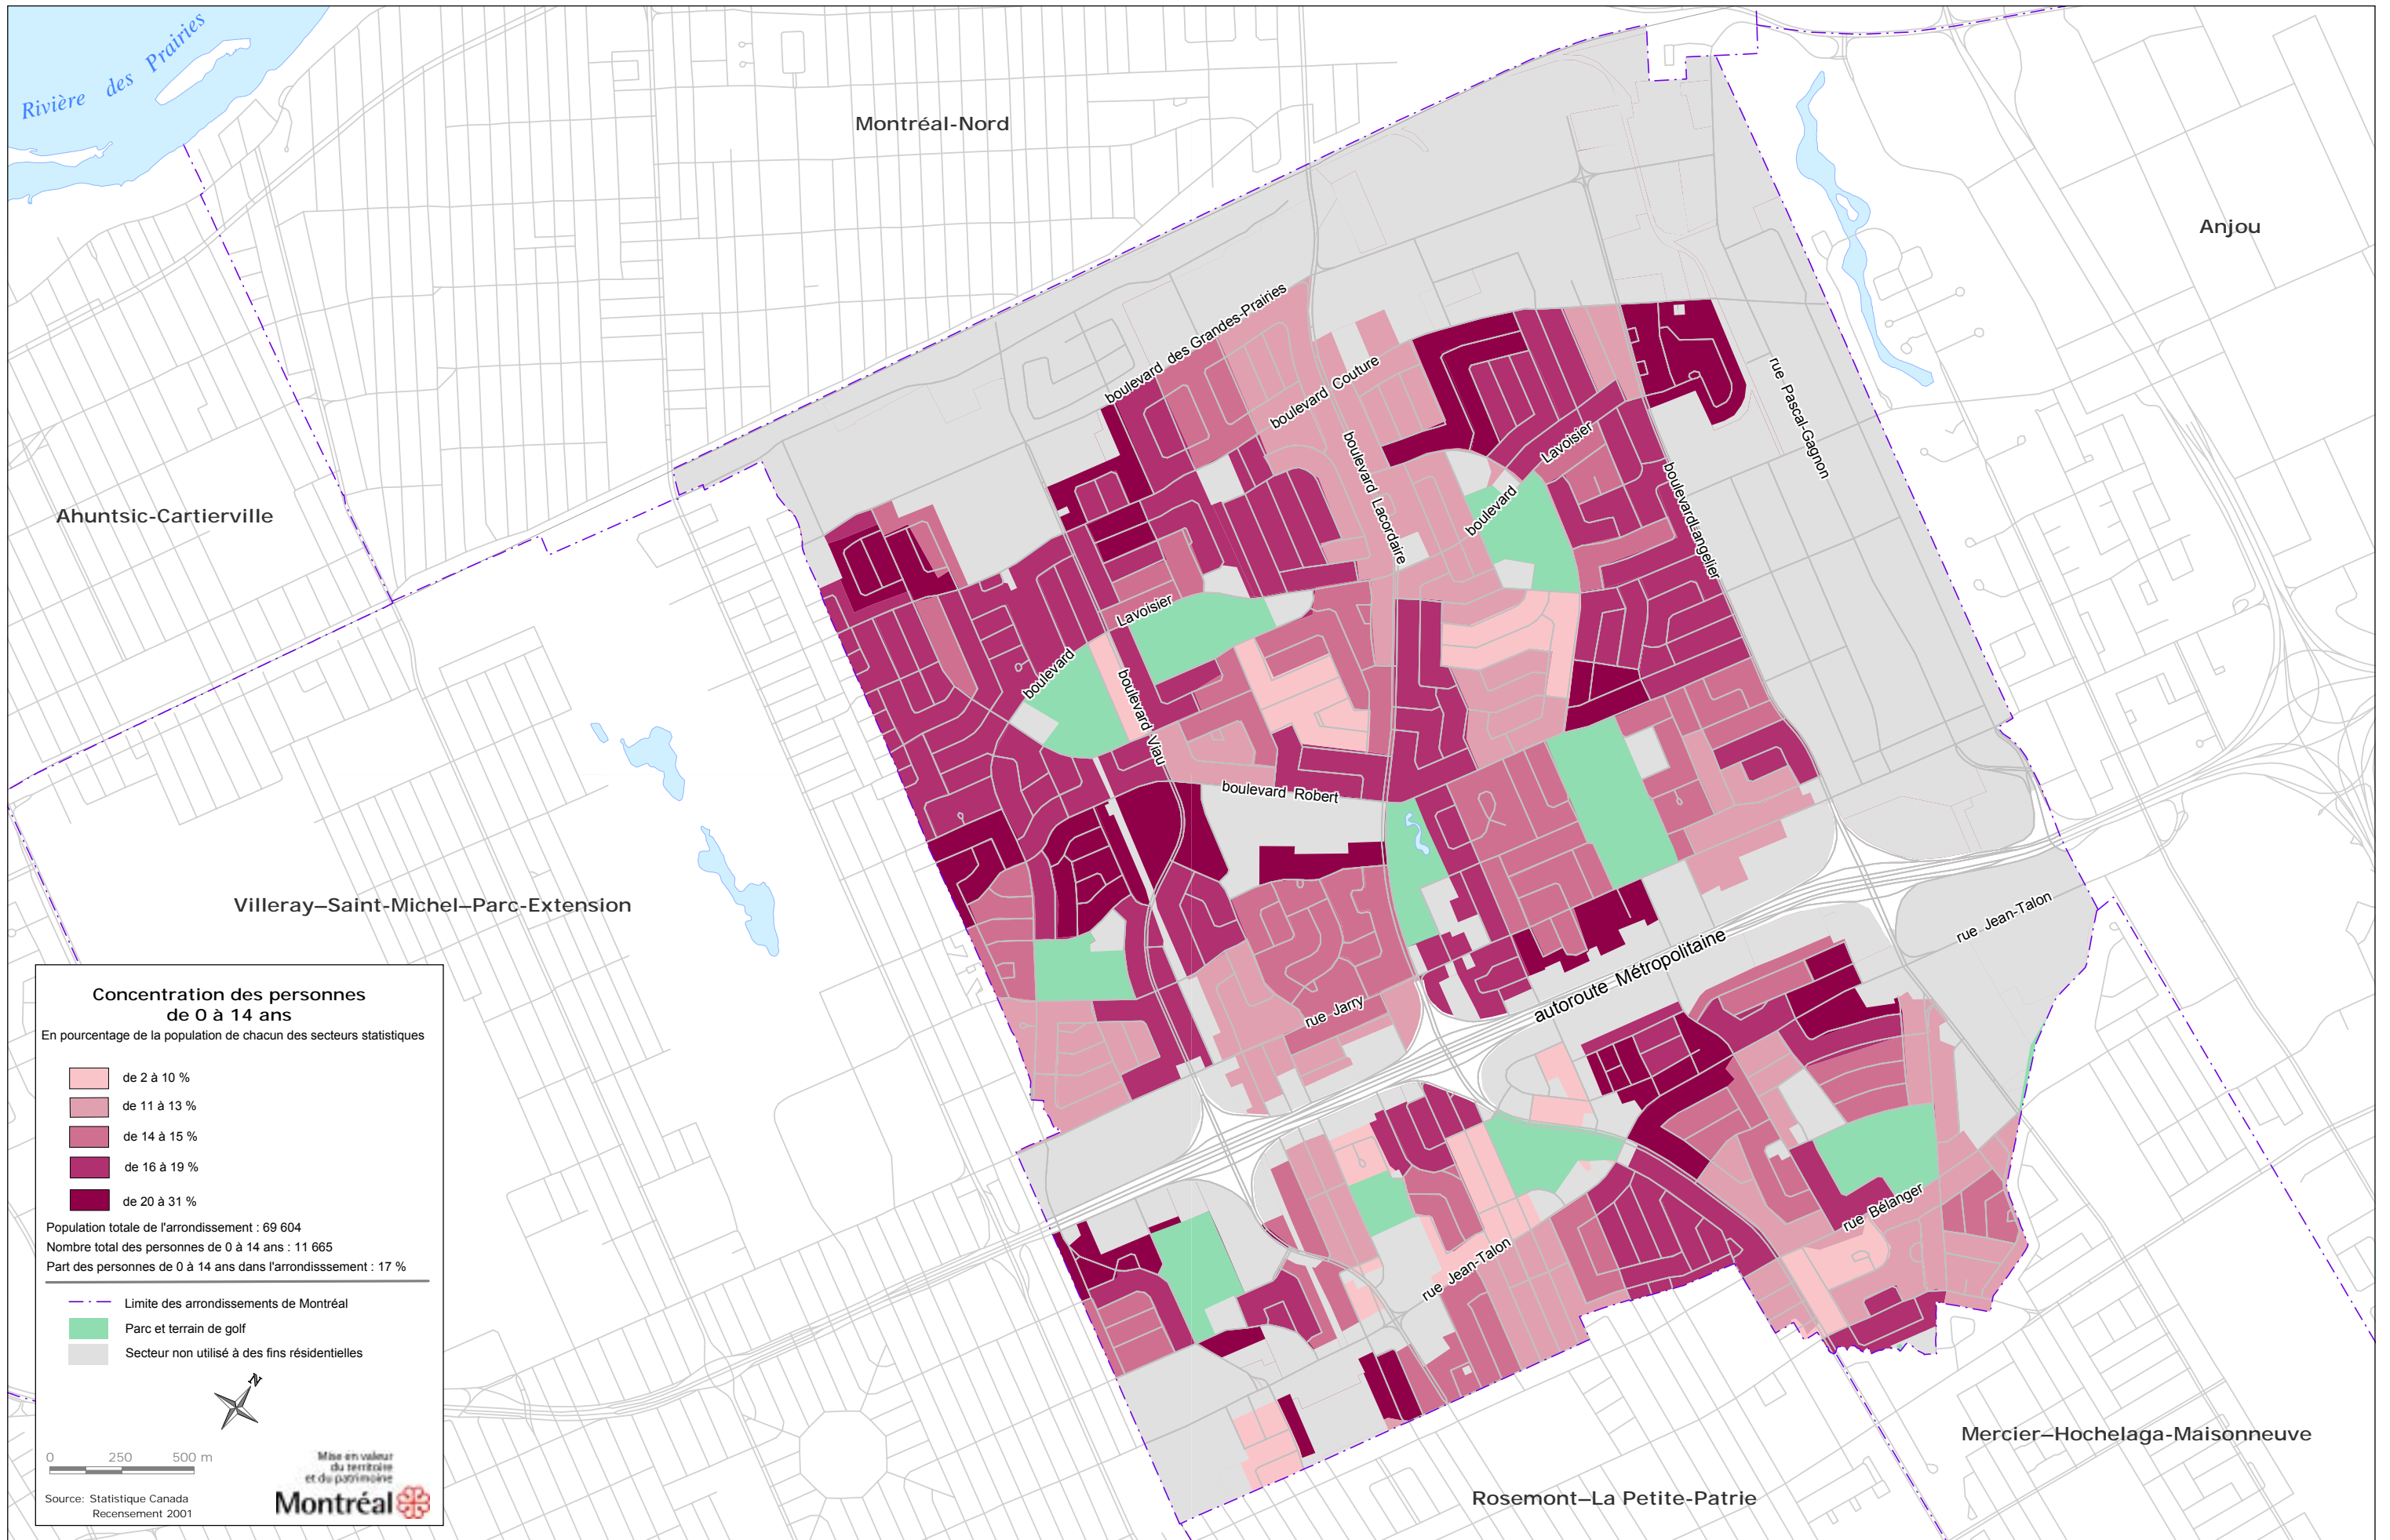 Rivière des Prairies
Montréal-Nord
Anjou
Ahuntsic-Cartierville
Villeray–Saint-Michel–Parc-Extension
Mercier–Hochelaga-Maisonneuve
Rosemont–La Petite-Patrie
boulevard des Grandes-Prairies
boulevard Couture
boulevard Lacordaire
boulevard Lavoisier
rue Pascal-Gagnon
boulevardLangelier
boulevard Lavoisier
boulevard Viau
boulevard Robert
rue Jarry
autoroute Métropolitaine
rue Jean-Talon
rue Jean-Talon
rue Bélanger
Concentration des personnes
de 0 à 14 ans
En pourcentage de la population de chacun des secteurs statistiques
de 2 à 10 %
de 11 à 13 %
de 14 à 15 %
de 16 à 19 %
de 20 à 31 %
Population totale de l'arrondissement : 69 604
Nombre total des personnes de 0 à 14 ans : 11 665
Part des personnes de 0 à 14 ans dans l'arrondisssement : 17 %
Limite des arrondissements de Montréal
Parc et terrain de golf
Secteur non utilisé à des fins résidentielles
N
0 250 500 m
Mise en valeur
du territoire
et du patrimoine
Montréal
Source: Statistique Canada
Recensement 2001